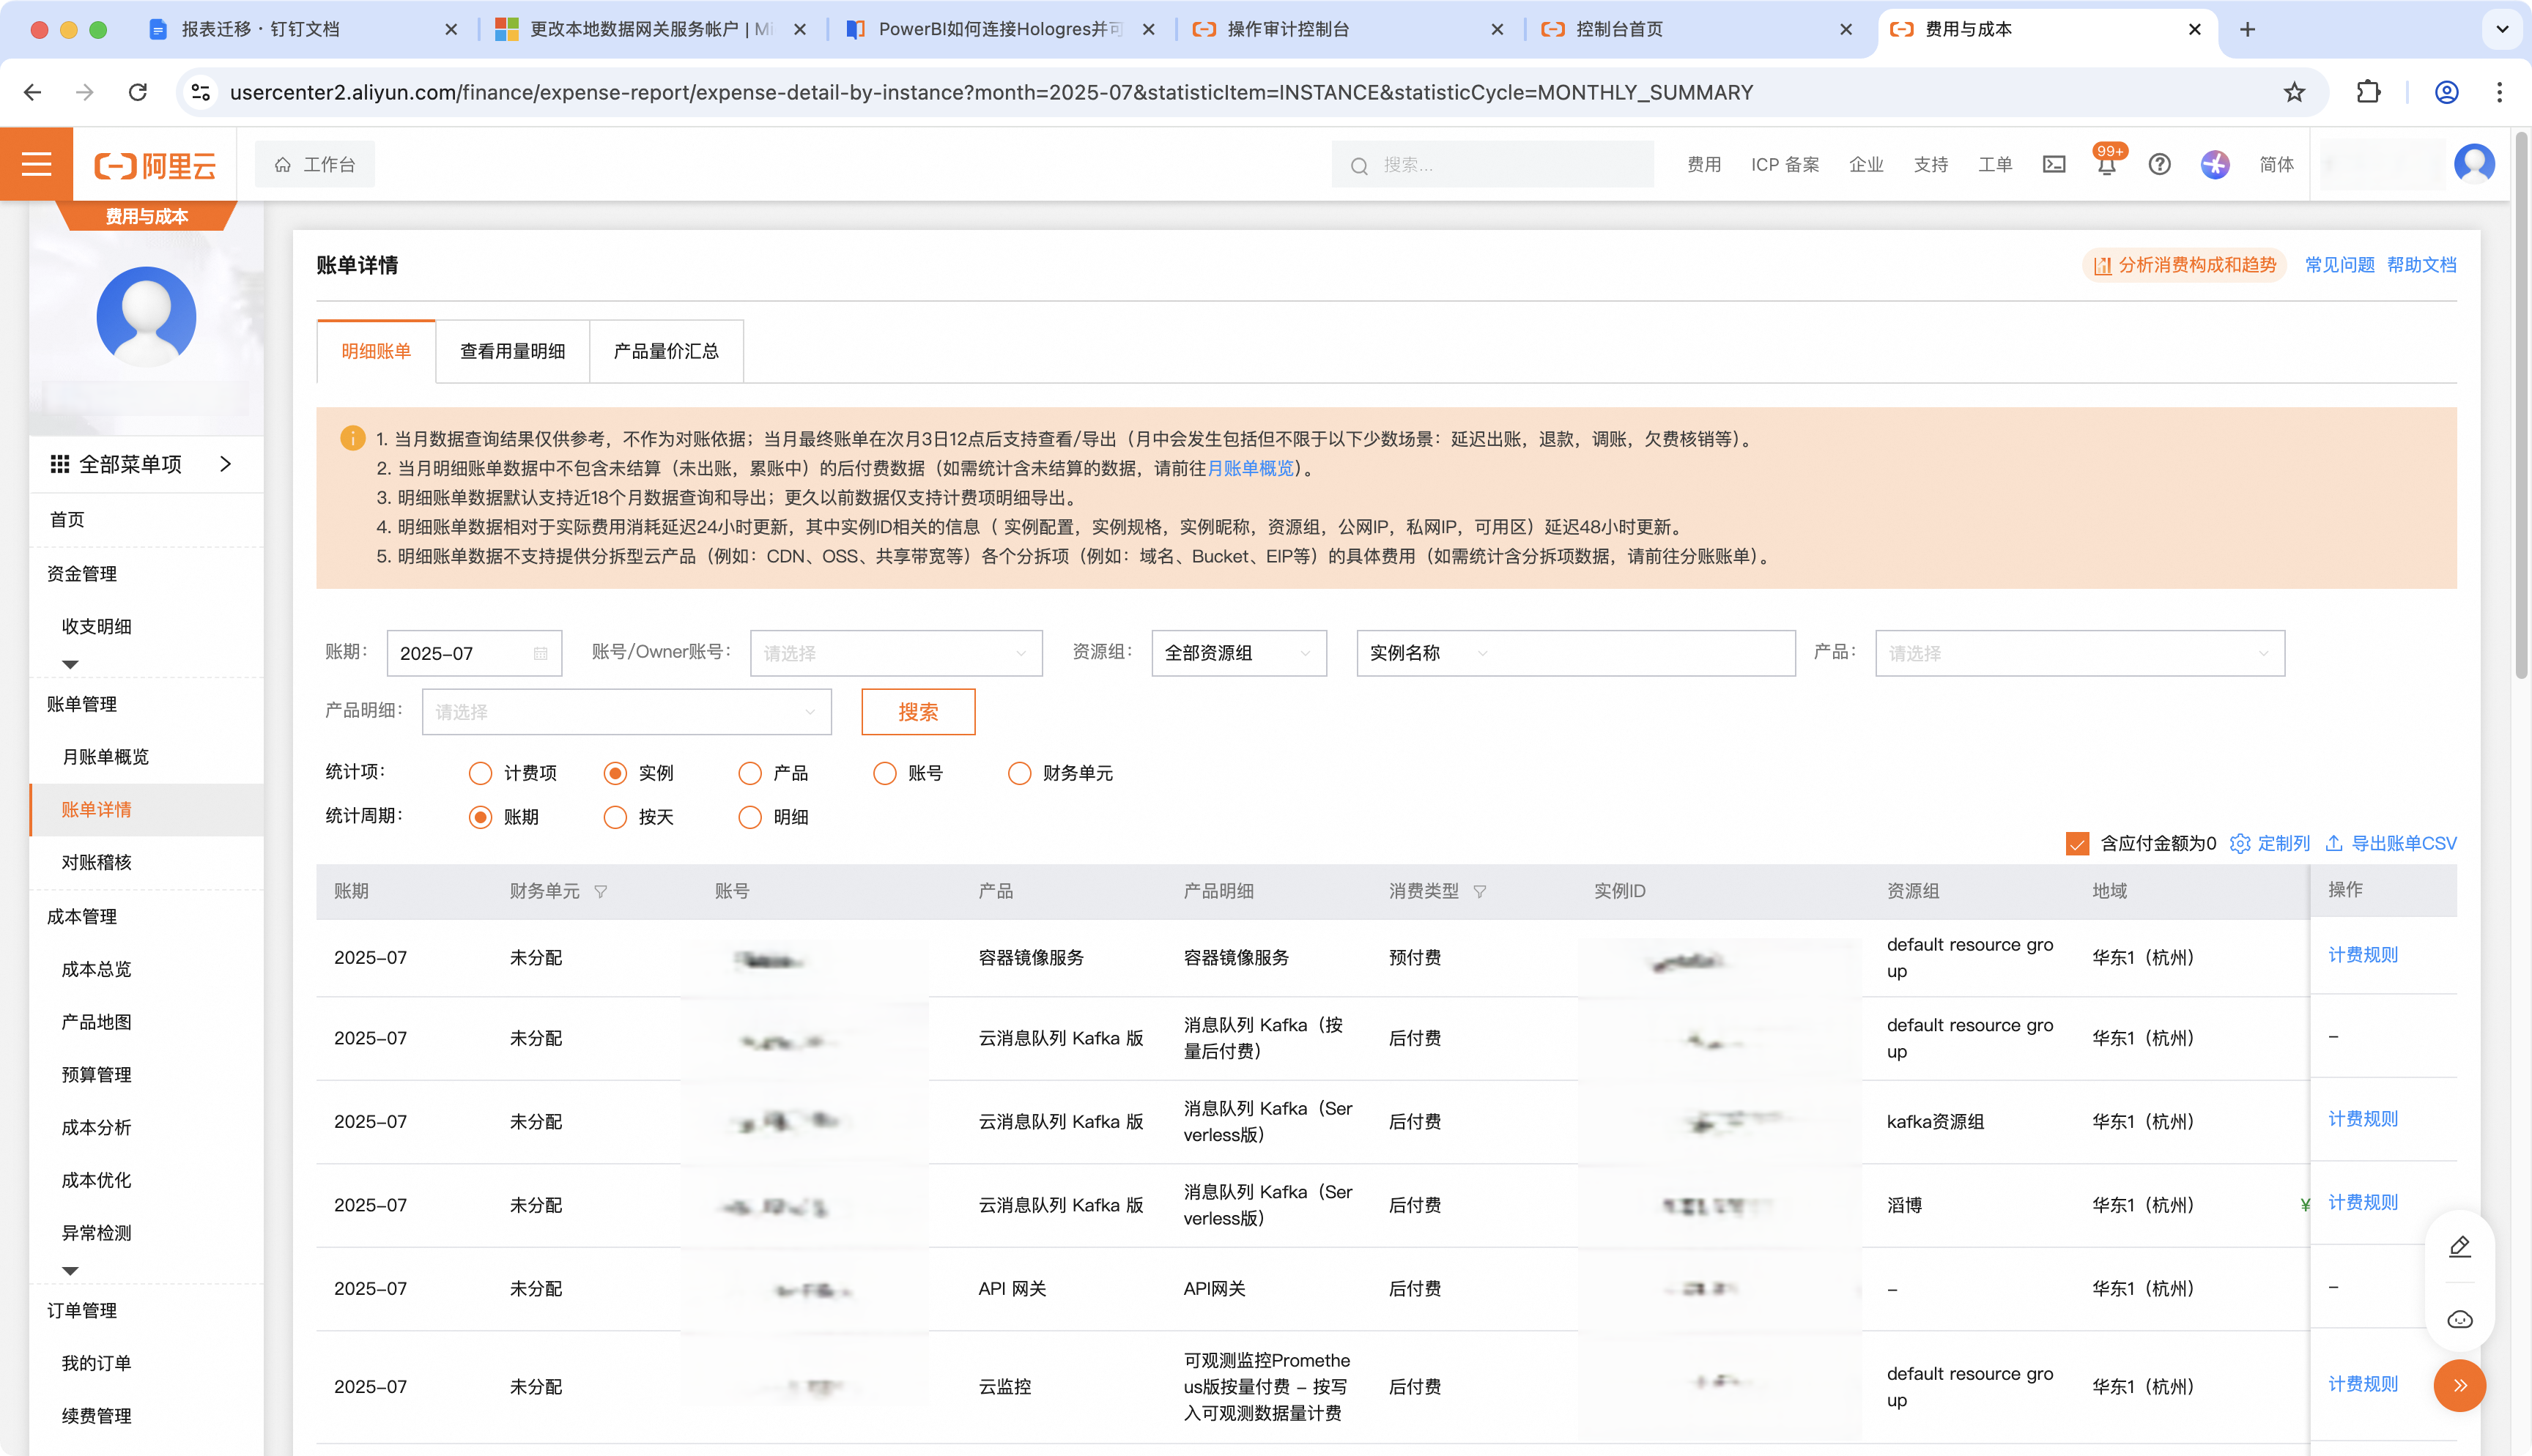 报表迁移 · 钉钉文档
更改本地数据网关服务帐户 | Mi
PowerBI如何连接Hologres并可
操作审计控制台
控制台首页
费用与成本
usercenter2.aliyun.com/finance/expense-report/expense-detail-by-instance?month=2025-07&statisticItem=INSTANCE&statisticCycle=MONTHLY_SUMMARY
阿里云
工作台
搜索...
费用
ICP 备案
企业
支持
工单
99+
简体
费用与成本
全部菜单项
首页
资金管理
收支明细
账单管理
月账单概览
账单详情
对账稽核
成本管理
成本总览
产品地图
预算管理
成本分析
成本优化
异常检测
订单管理
我的订单
续费管理
账单详情
分析消费构成和趋势
常见问题
帮助文档
明细账单
查看用量明细
产品量价汇总
1. 当月数据查询结果仅供参考，不作为对账依据；当月最终账单在次月3日12点后支持查看/导出（月中会发生包括但不限于以下少数场景：延迟出账，退款，调账，欠费核销等）。
2. 当月明细账单数据中不包含未结算（未出账，累账中）的后付费数据（如需统计含未结算的数据，请前往月账单概览）。
3. 明细账单数据默认支持近18个月数据查询和导出；更久以前数据仅支持计费项明细导出。
4. 明细账单数据相对于实际费用消耗延迟24小时更新，其中实例ID相关的信息（ 实例配置，实例规格，实例昵称，资源组，公网IP，私网IP，可用区）延迟48小时更新。
5. 明细账单数据不支持提供分拆型云产品（例如：CDN、OSS、共享带宽等）各个分拆项（例如：域名、Bucket、EIP等）的具体费用（如需统计含分拆项数据，请前往分账账单）。
账期： 2025-07 账号/Owner账号： 请选择 资源组： 全部资源组 实例名称 产品： 请选择
产品明细： 请选择 搜索
统计项： 计费项 实例 产品 账号 财务单元
统计周期： 账期 按天 明细
含应付金额为0 定制列 导出账单CSV
账期 财务单元 账号 产品 产品明细 消费类型 实例ID 资源组 地域 操作
2025-07 未分配 容器镜像服务 容器镜像服务 预付费 default resource gro
up 华东1（杭州） 计费规则
2025-07 未分配 云消息队列 Kafka 版 消息队列 Kafka（按
量后付费） 后付费 default resource gro
up 华东1（杭州） –
2025-07 未分配 云消息队列 Kafka 版 消息队列 Kafka（Ser
verless版） 后付费 kafka资源组 华东1（杭州） 计费规则
2025-07 未分配 云消息队列 Kafka 版 消息队列 Kafka（Ser
verless版） 后付费 滔博 华东1（杭州） ¥ 计费规则
2025-07 未分配 API 网关 API网关 后付费 – 华东1（杭州） –
2025-07 未分配 云监控 可观测监控Promethe
us版按量付费 – 按写
入可观测数据量计费 后付费 default resource gro
up 华东1（杭州） 计费规则